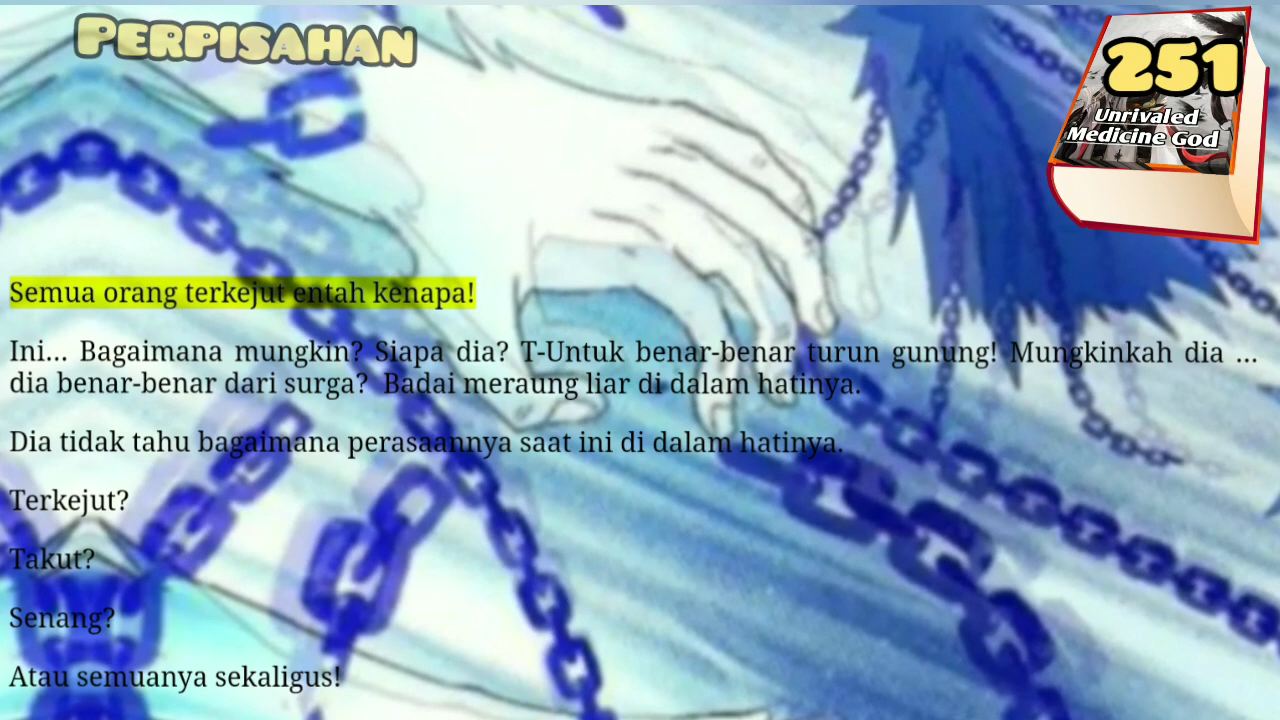 PERPISAHAN
251
Unrivaled
Medicine God
Semua orang terkejut entah kenapa!
Ini... Bagaimana mungkin? Siapa dia? T-Untuk benar-benar turun gunung! Mungkinkah dia ...
dia benar-benar dari surga? Badai meraung liar di dalam hatinya.
Dia tidak tahu bagaimana perasaannya saat ini di dalam hatinya.
Terkejut?
Takut?
Senang?
Atau semuanya sekaligus!